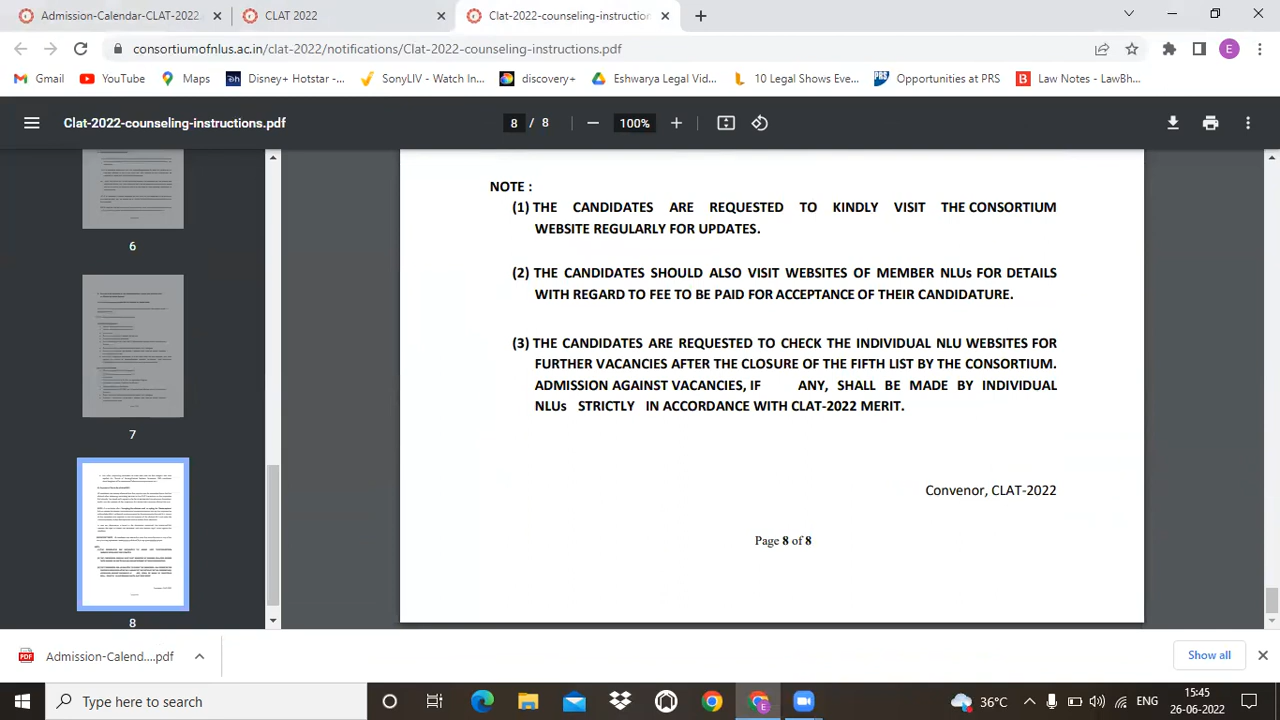 Admission-Calendar-CLAT-2022
CLAT 2022
Clat-2022-counseling-instruction
consortiumofnlus.ac.in/clat-2022/notifications/Clat-2022-counseling-instructions.pdf
E
Gmail
YouTube
Maps
Disney+ Hotstar -...
SonyLIV - Watch In...
discovery+
Eshwarya Legal Vid...
10 Legal Shows Eve...
Opportunities at PRS
Law Notes - LawBh...
Clat-2022-counseling-instructions.pdf
8 / 8
100%
6
7
8
NOTE :
(1) THE CANDIDATES ARE REQUESTED TO KINDLY VISIT THE CONSORTIUM
WEBSITE REGULARLY FOR UPDATES.
(2) THE CANDIDATES SHOULD ALSO VISIT WEBSITES OF MEMBER NLUs FOR DETAILS
WITH REGARD TO FEE TO BE PAID FOR ACCEPTANCE OF THEIR CANDIDATURE.
(3) THE CANDIDATES ARE REQUESTED TO CHECK THE INDIVIDUAL NLU WEBSITES FOR
FURTHER VACANCIES AFTER THE CLOSURE OF THE FIFTH LIST BY THE CONSORTIUM.
ADMISSION AGAINST VACANCIES, IF ANY, SHALL BE MADE BY INDIVIDUAL
NLUs STRICTLY IN ACCORDANCE WITH CLAT-2022 MERIT.
Convenor, CLAT-2022
Page 8 of 8
Admission-Calend....pdf
Show all
Type here to search
36°C
ENG
15:45
26-06-2022